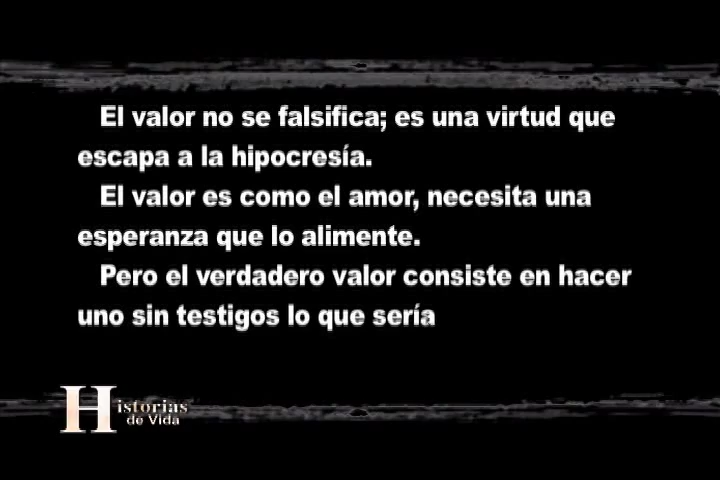 El valor no se falsifica; es una virtud que
escapa a la hipocresía.
El valor es como el amor, necesita una
esperanza que lo alimente.
Pero el verdadero valor consiste en hacer
uno sin testigos lo que sería
Historias
de Vida